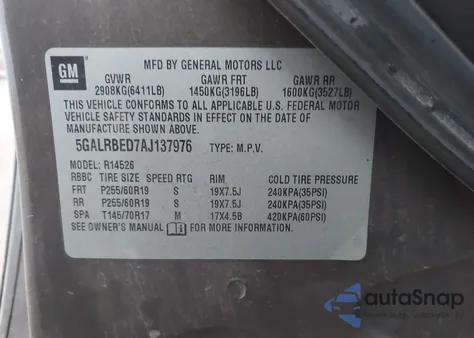 GM
MFD BY GENERAL MOTORS LLC
GVWR GAWR FRT GAWR RR
2908KG(6411LB) 1450KG(3196LB) 1600KG(3527LB)
THIS VEHICLE CONFORMS TO ALL APPLICABLE U.S. FEDERAL MOTOR
VEHICLE SAFETY STANDARDS IN EFFECT ON THE DATE OF
MANUFACTURE SHOWN ABOVE.
5GALRBED7AJ137976 TYPE: M.P.V.
MODEL: R14526
RBBC TIRE SIZE SPEED RTG RIM COLD TIRE PRESSURE
FRT P255/60R19 S 19X7.5J 240KPA(35PSI)
RR P255/60R19 S 19X7.5J 240KPA(35PSI)
SPA T145/70R17 M 17X4.5B 420KPA(60PSI)
SEE OWNER'S MANUAL FOR MORE INFORMATION.
autoSnap